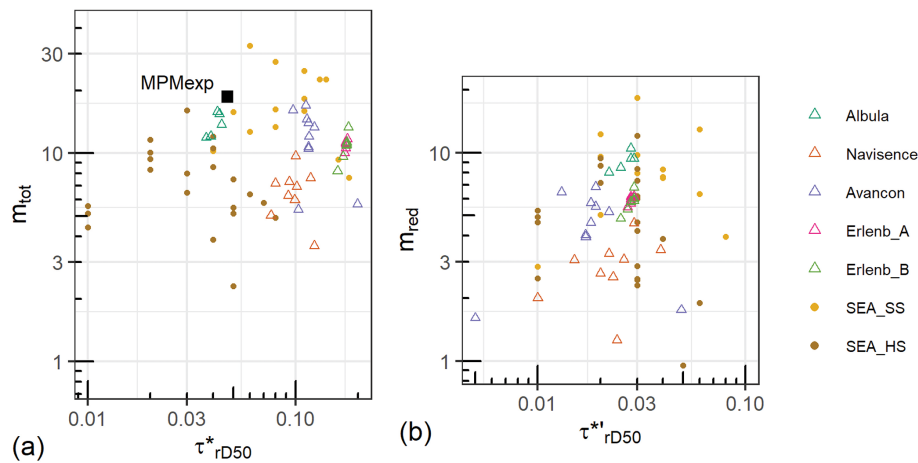 30
10
3
1
m_tot
MPMexp
0.01
0.03
0.10
τ*_rD50
(a)
10
3
1
m_red
0.01
0.03
0.10
τ*'_rD50
(b)
Albula
Navisence
Avancon
Erlenb_A
Erlenb_B
SEA_SS
SEA_HS